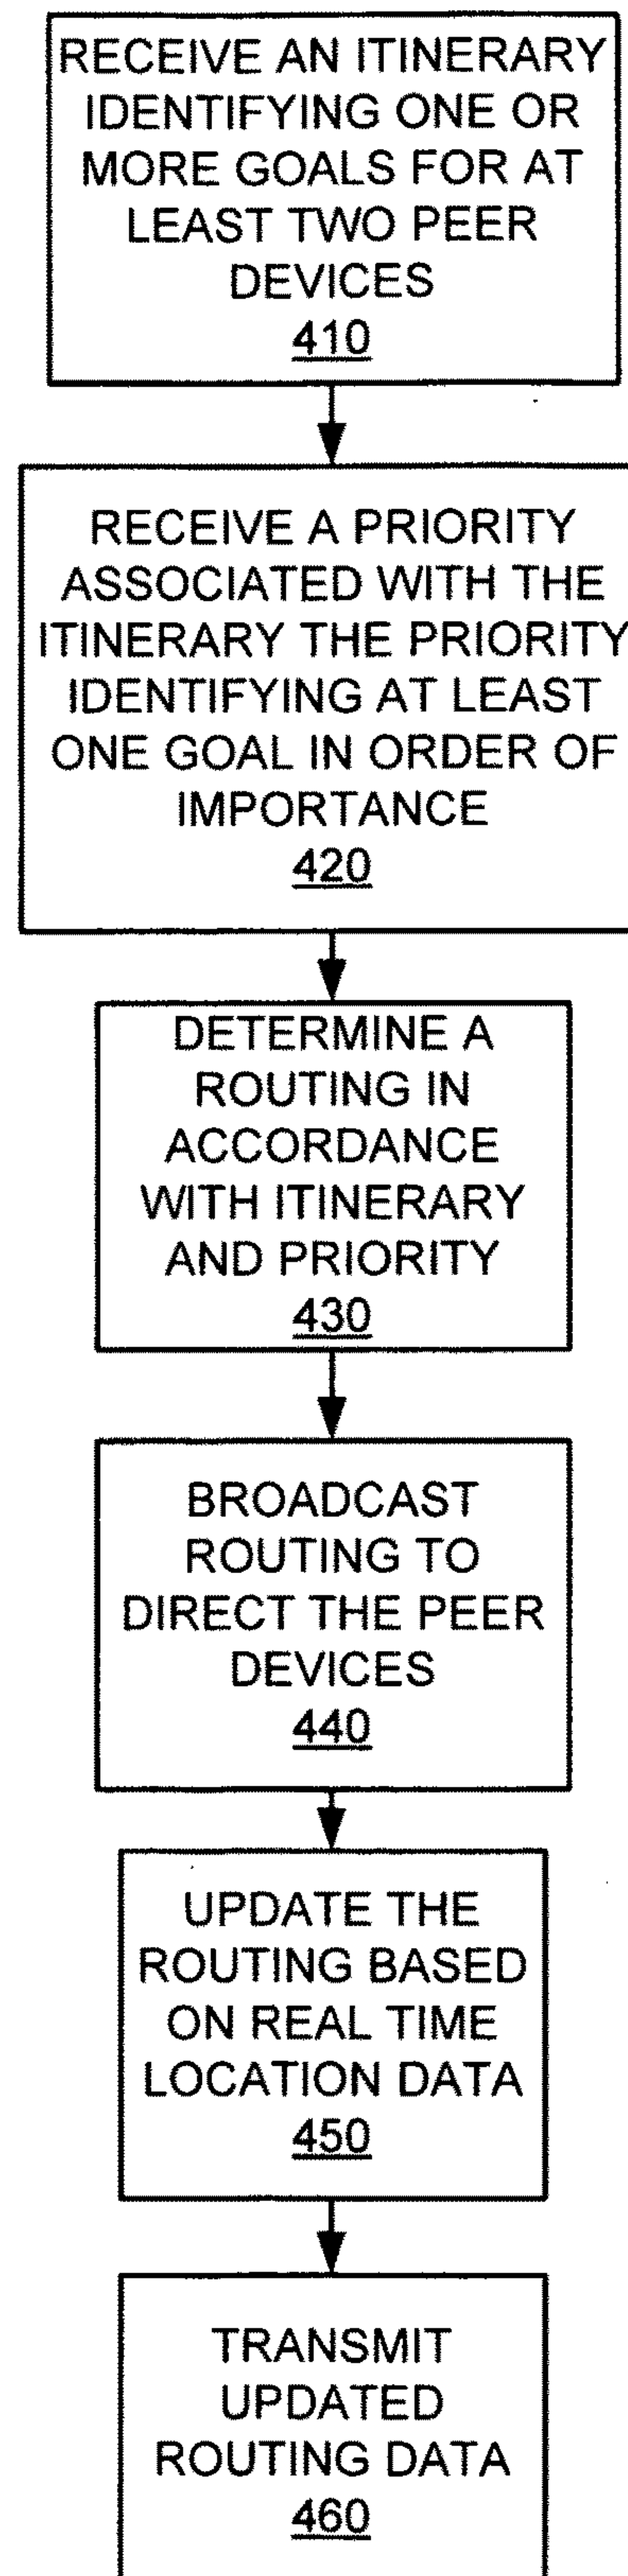 RECEIVE AN ITINERARY
IDENTIFYING ONE OR
MORE GOALS FOR AT
LEAST TWO PEER
DEVICES
410
RECEIVE A PRIORITY
ASSOCIATED WITH THE
ITINERARY THE PRIORITY
IDENTIFYING AT LEAST
ONE GOAL IN ORDER OF
IMPORTANCE
420
DETERMINE A
ROUTING IN
ACCORDANCE
WITH ITINERARY
AND PRIORITY
430
BROADCAST
ROUTING TO
DIRECT THE PEER
DEVICES
440
UPDATE THE
ROUTING BASED
ON REAL TIME
LOCATION DATA
450
TRANSMIT
UPDATED
ROUTING DATA
460